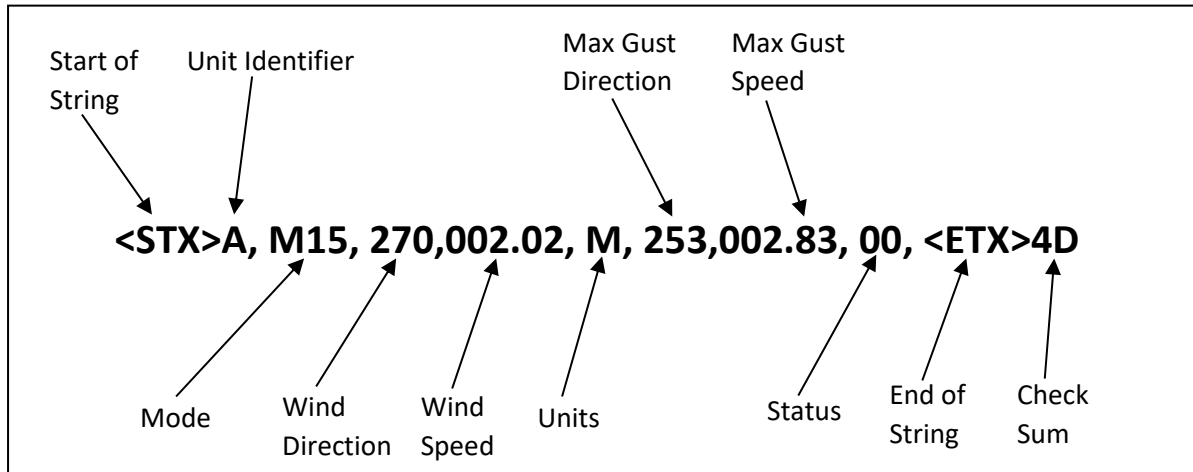 Start of
String
Unit Identifier
Max Gust
Direction
Max Gust
Speed
<STX>A, M15, 270,002.02, M, 253,002.83, 00, <ETX>4D
Mode
Wind
Direction
Wind
Speed
Units
Status
End of
String
Check
Sum